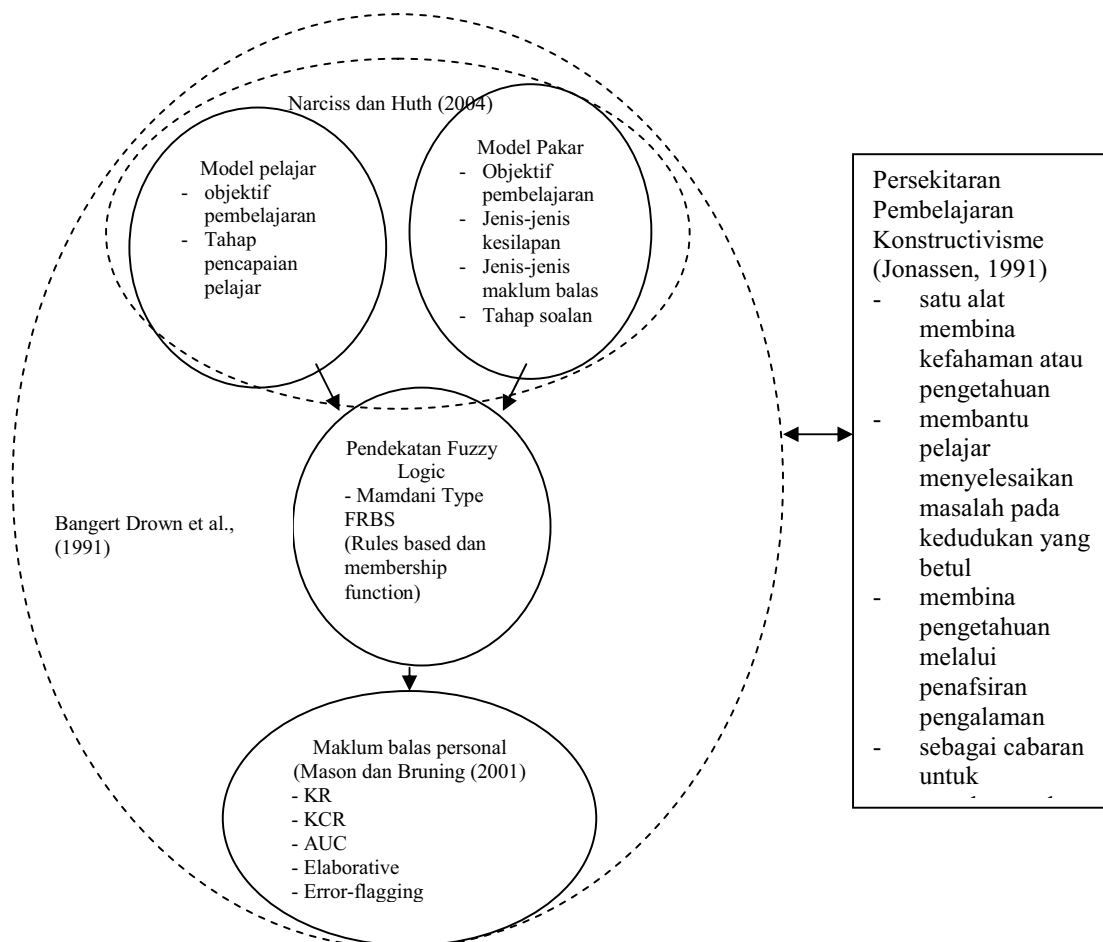 Narciss dan Huth (2004)
Model pelajar
- objektif
pembelajaran
- Tahap
pencapaian
pelajar
Model Pakar
- Objektif
pembelajaran
- Jenis-jenis
kesilapan
- Jenis-jenis
maklum balas
- Tahap soalan
Pendekatan Fuzzy
Logic
- Mamdani Type
FRBS
(Rules based dan
membership
function)
Bangert Drown et al.,
(1991)
Maklum balas personal
(Mason dan Bruning (2001)
- KR
- KCR
- AUC
- Elaborative
- Error-flagging
Persekitaran
Pembelajaran
Konstructivisme
(Jonassen, 1991)
- satu alat
membina
kefahaman atau
pengetahuan
- membantu
pelajar
menyelesaikan
masalah pada
kedudukan yang
betul
- membina
pengetahuan
melalui
penafsiran
pengalaman
- sebagai cabaran
untuk